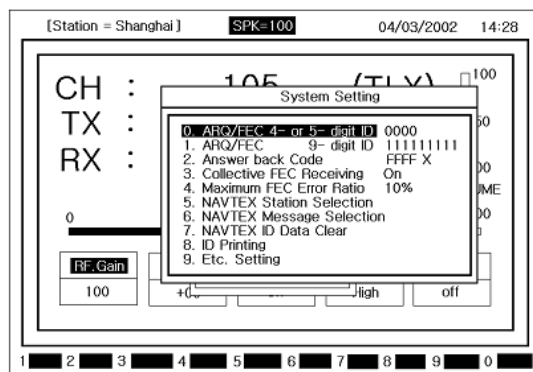 [Station = Shanghai] SPK=100 04/03/2002 14:28
CH : 105 (TLX) 100
System Setting
TX :
0. ARQ/FEC 4- or 5- digit ID 0000
1. ARQ/FEC 9- digit ID 111111111
2. Answer back Code FFFF X
RX :
3. Collective FEC Receiving On
4. Maximum FEC Error Ratio 10%
5. NAVTEX Station Selection
6. NAVTEX Message Selection
0
7. NAVTEX ID Data Clear
8. ID Printing
9. Etc. Setting
RF.Gain
100 High off
1 2 3 4 5 6 7 8 9 0